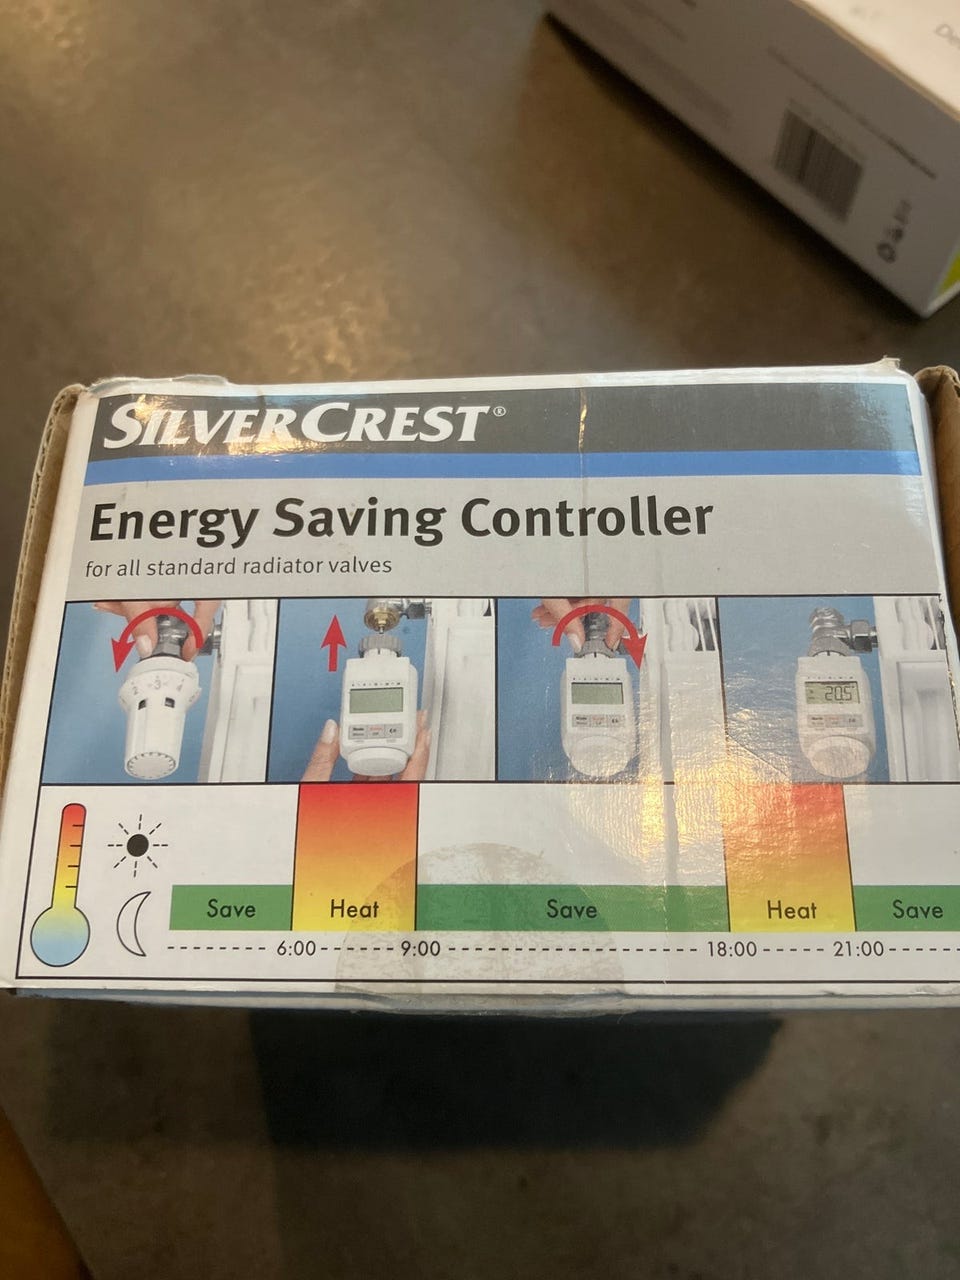 SILVERCREST®
Energy Saving Controller
for all standard radiator valves
20.5
Save Heat Save Heat Save
6:00 9:00 18:00 21:00